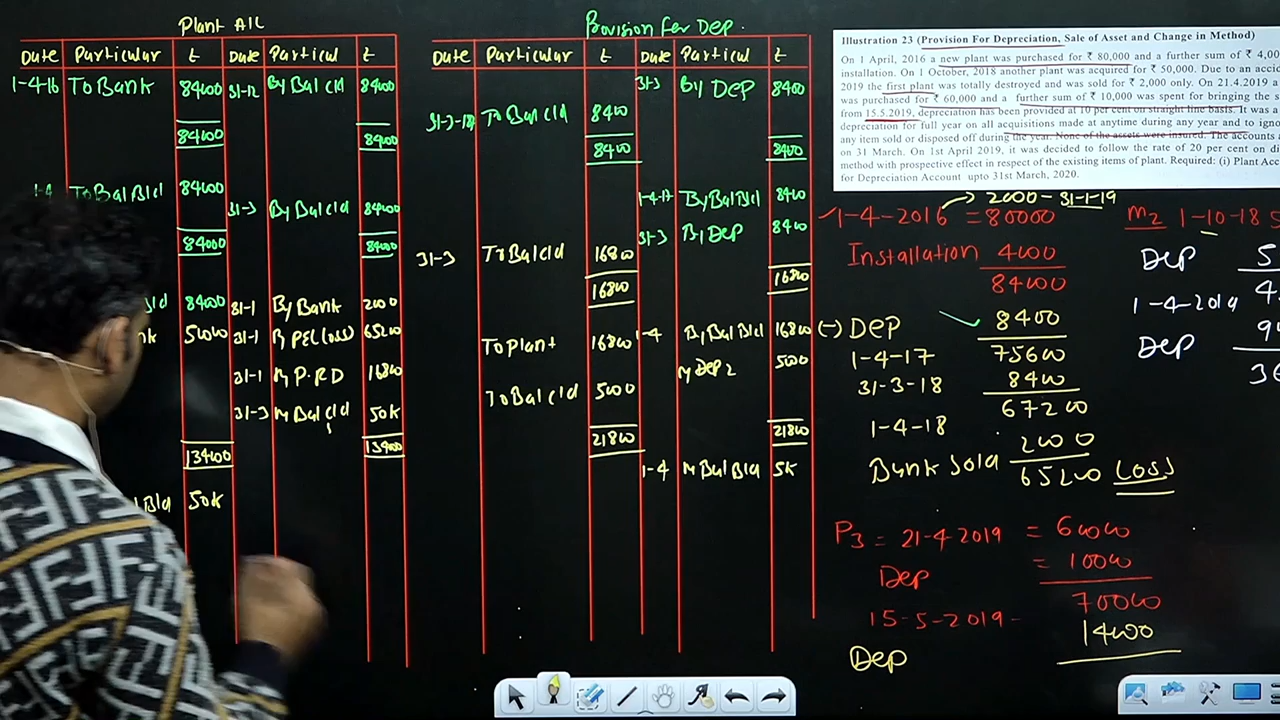 Plant A/C
Date Particular ₹ Date Particul ₹
1-4-16 To Bank 84000 31-12 By Bal c/d 84000
84000 84000
1-4 To Bal B/d 84000
31-3 By Bal c/d 84000
84000 84000
84000 31-1 By Bank 2000
50000 31-1 By P&L (Loss) 65200
31-1 By P.R.D 16800
31-3 By Bal c/d 50K
134000 134000
B/d 50K
Provision For Dep.
Date Particular ₹ Date Particul ₹
31-3 By Dep 8400
31-3-18 To Bal c/d 8400
8400 8400
1-4-17 By Bal B/d 8400
31-3 By Dep 8400
31-3 To Bal c/d 16800
16800 16800
To Plant 16800 1-4 By Bal B/d 16800
By Dep 2 5000
To Bal c/d 5000
21800 21800
1-4 By Bal B/d 5K
Illustration 23 (Provision For Depreciation, Sale of Asset and Change in Method)
On 1 April, 2016 a new plant was purchased for ₹ 80,000 and a further sum of ₹ 4,00
installation. On 1 October, 2018 another plant was acquired for ₹ 50,000. Due to an accid
2019 the first plant was totally destroyed and was sold for ₹ 2,000 only. On 21.4.2019 a
was purchased for ₹ 60,000 and a further sum of ₹ 10,000 was spent for bringing the s
from 15.5.2019, depreciation has been provided at 10 per cent on straight line basis. It was a
depreciation for full year on all acquisitions made at anytime during any year and to igno
any item sold or disposed off during the year. None of the assets were insured. The accounts
on 31 March. On 1st April 2019, it was decided to follow the rate of 20 per cent on di
method with prospective effect in respect of the existing items of plant. Required: (i) Plant Acc
for Depreciation Account upto 31st March, 2020.
2000 - 31-1-19
1-4-2016 = 80000
Installation 4000
84000
(-) Dep 8400
1-4-17 75600
31-3-18 8400
1-4-18 67200
Bank Sold 2000
65200 Loss
P3 = 21-4-2019 = 60000
Dep = 10000
70000
15-5-2019 -
14000
Dep
M2 1-10-18 5
Dep 5
4
1-4-2019
Dep 9
36